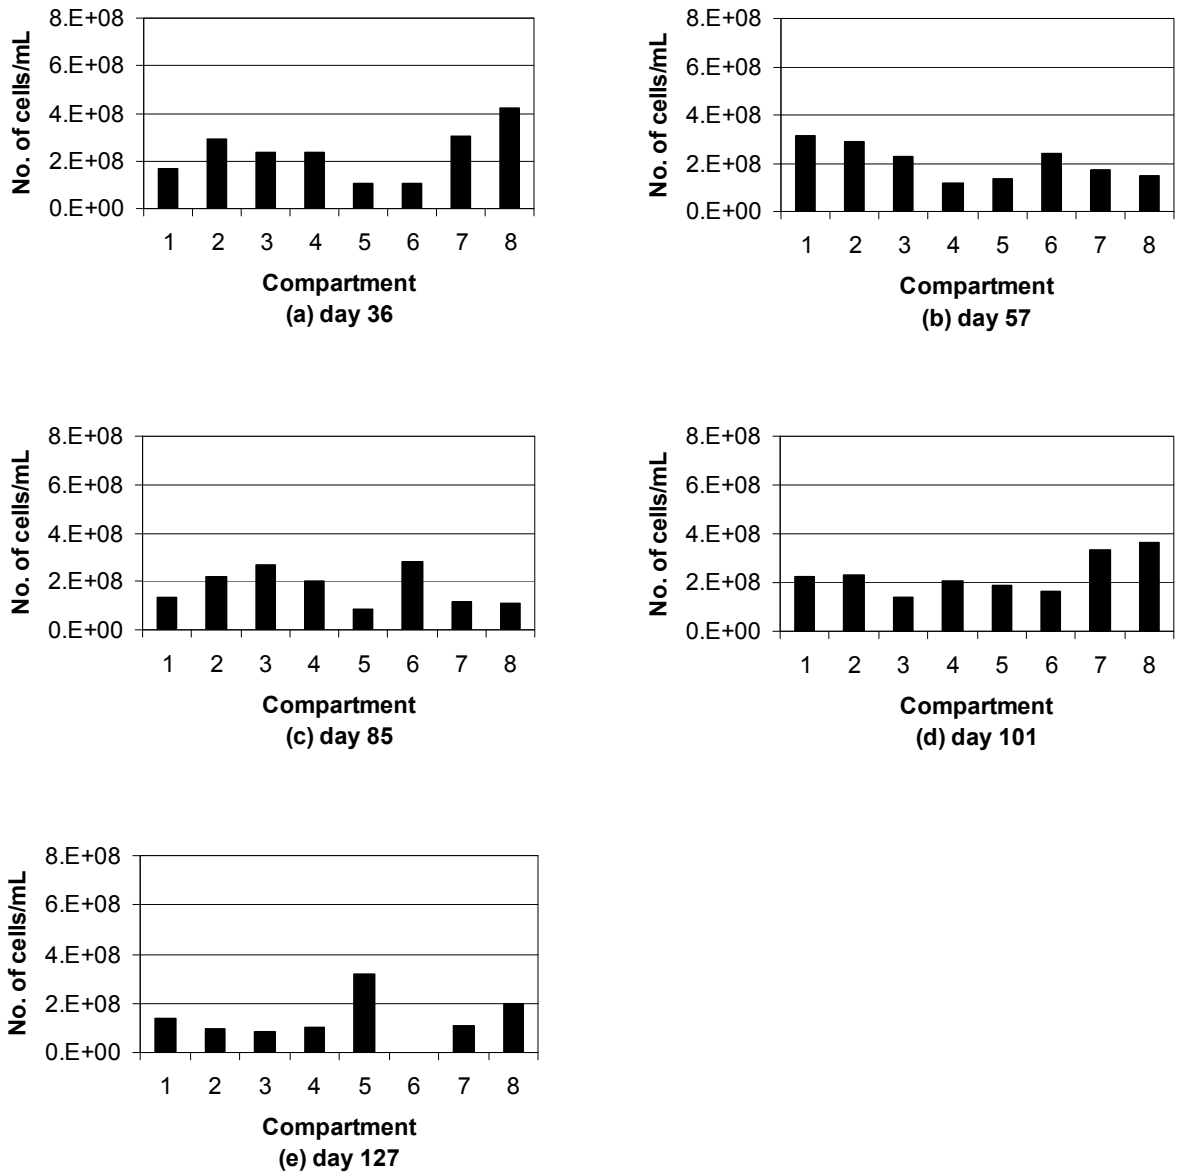 No. of cells/mL
8.E+08
6.E+08
4.E+08
2.E+08
0.E+00
1 2 3 4 5 6 7 8
Compartment
(a) day 36
No. of cells/mL
8.E+08
6.E+08
4.E+08
2.E+08
0.E+00
1 2 3 4 5 6 7 8
Compartment
(b) day 57
No. of cells/mL
8.E+08
6.E+08
4.E+08
2.E+08
0.E+00
1 2 3 4 5 6 7 8
Compartment
(c) day 85
No. of cells/mL
8.E+08
6.E+08
4.E+08
2.E+08
0.E+00
1 2 3 4 5 6 7 8
Compartment
(d) day 101
No. of cells/mL
8.E+08
6.E+08
4.E+08
2.E+08
0.E+00
1 2 3 4 5 6 7 8
Compartment
(e) day 127